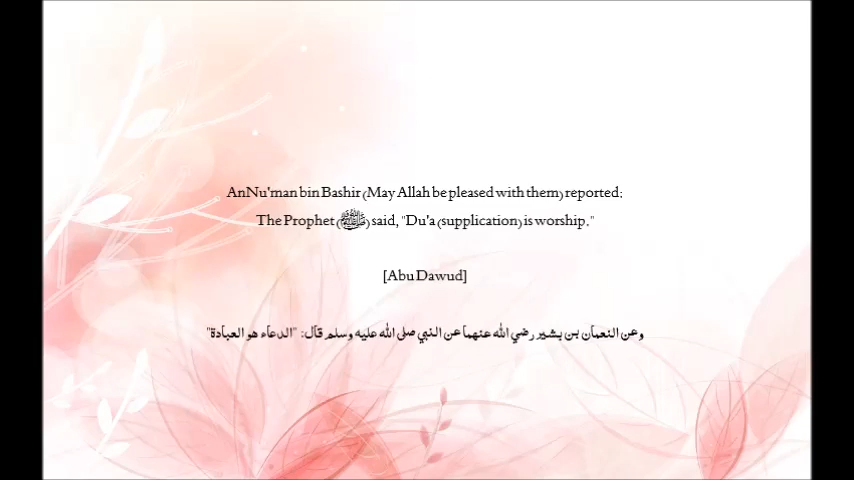 AnNu'man bin Bashir (May Allah be pleased with them) reported:
The Prophet (ﷺ) said, "Du'a (supplication) is worship."
[Abu Dawud]
وعن النعمان بن بشير رضي الله عنهما عن النبي صلى الله عليه وسلم قال: "الدعاء هو العبادة"